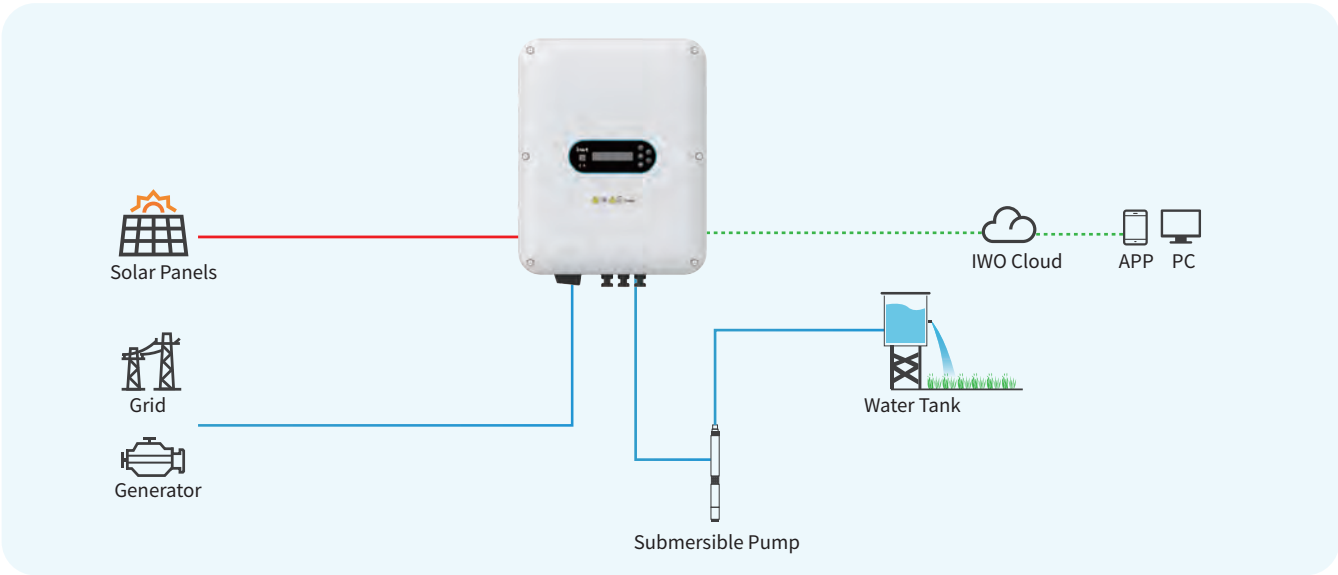 Solar Panels
IWO Cloud
APP
PC
Grid
Water Tank
Generator
Submersible Pump